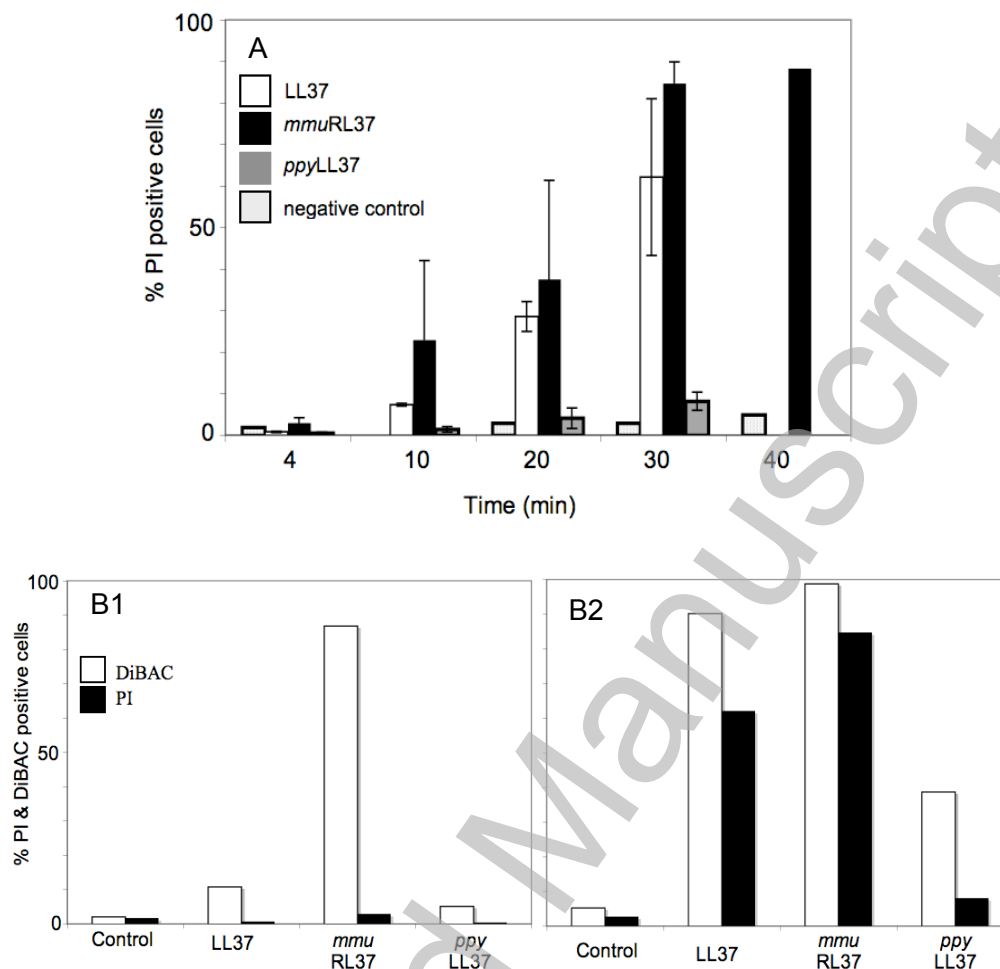 100
A
LL37
mmuRL37
ppyLL37
negative control
50
0
% PI positive cells
4 10 20 30 40
Time (min)
100
B1
DiBAC
PI
50
0
% PI & DiBAC positive cells
Control LL37 mmu RL37 ppy LL37
B2
Control LL37 mmu RL37 ppy LL37
d Manuscript